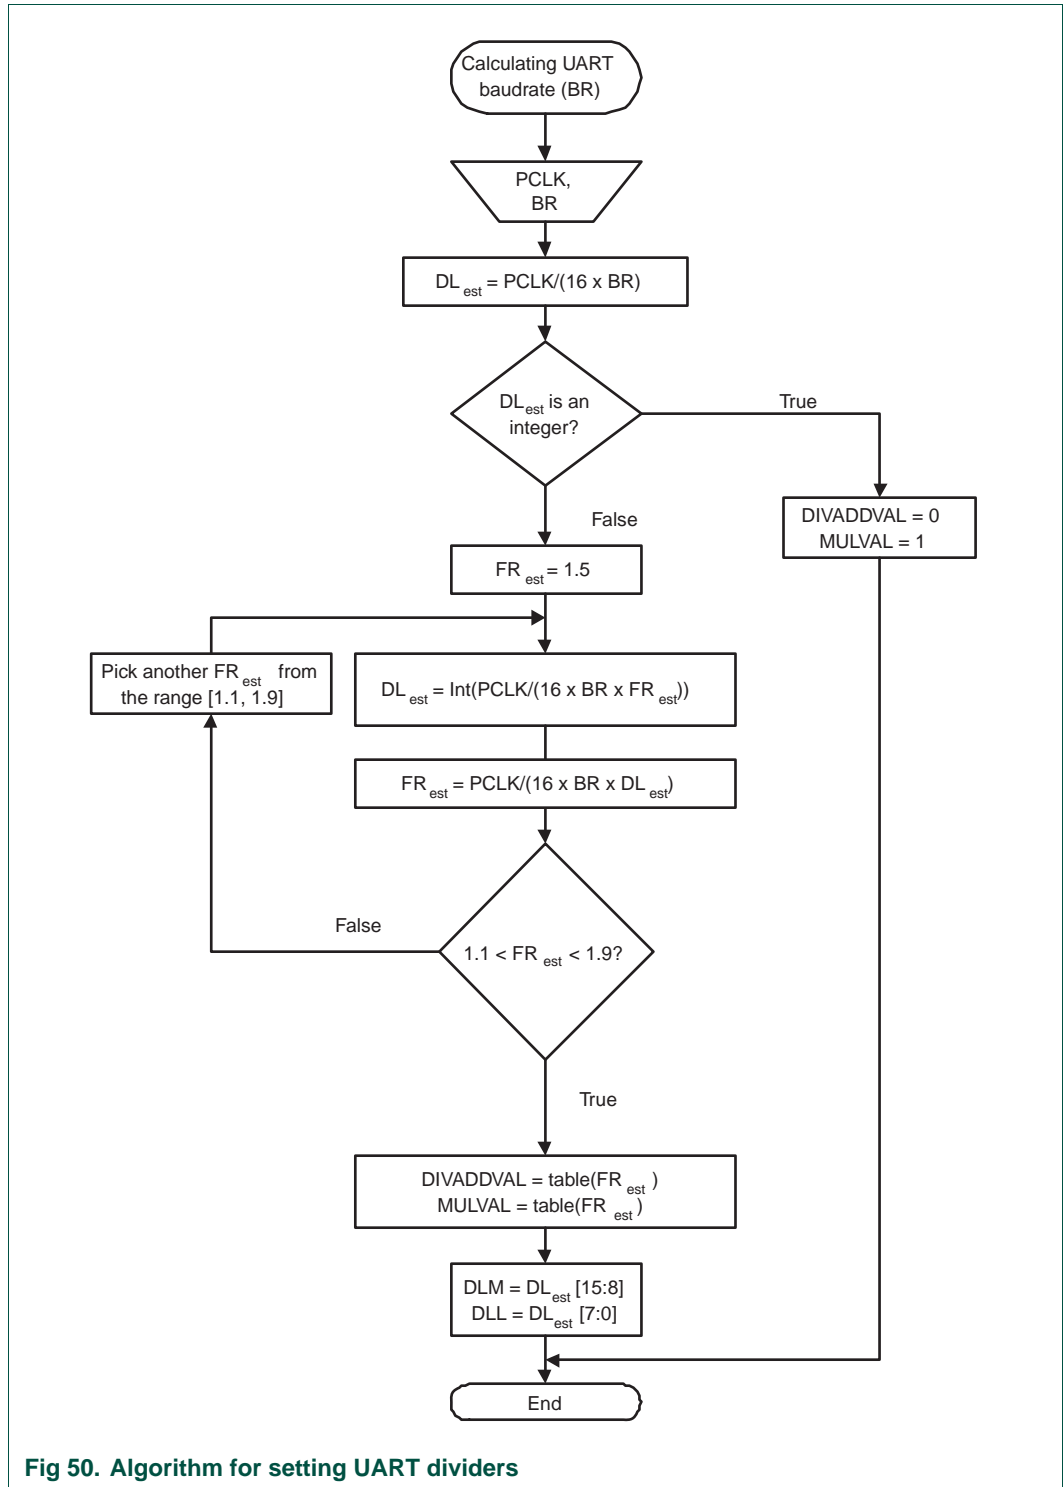 Calculating UART
baudrate (BR)
PCLK,
BR
DL est = PCLK/(16 x BR)
DL est is an
integer?
True
False
DIVADDVAL = 0
MULVAL = 1
FR est = 1.5
Pick another FR est from
the range [1.1, 1.9]
DL est = Int(PCLK/(16 x BR x FR est))
FR est = PCLK/(16 x BR x DL est)
False
1.1 < FR est < 1.9?
True
DIVADDVAL = table(FR est )
MULVAL = table(FR est )
DLM = DL est [15:8]
DLL = DL est [7:0]
End
Fig 50. Algorithm for setting UART dividers